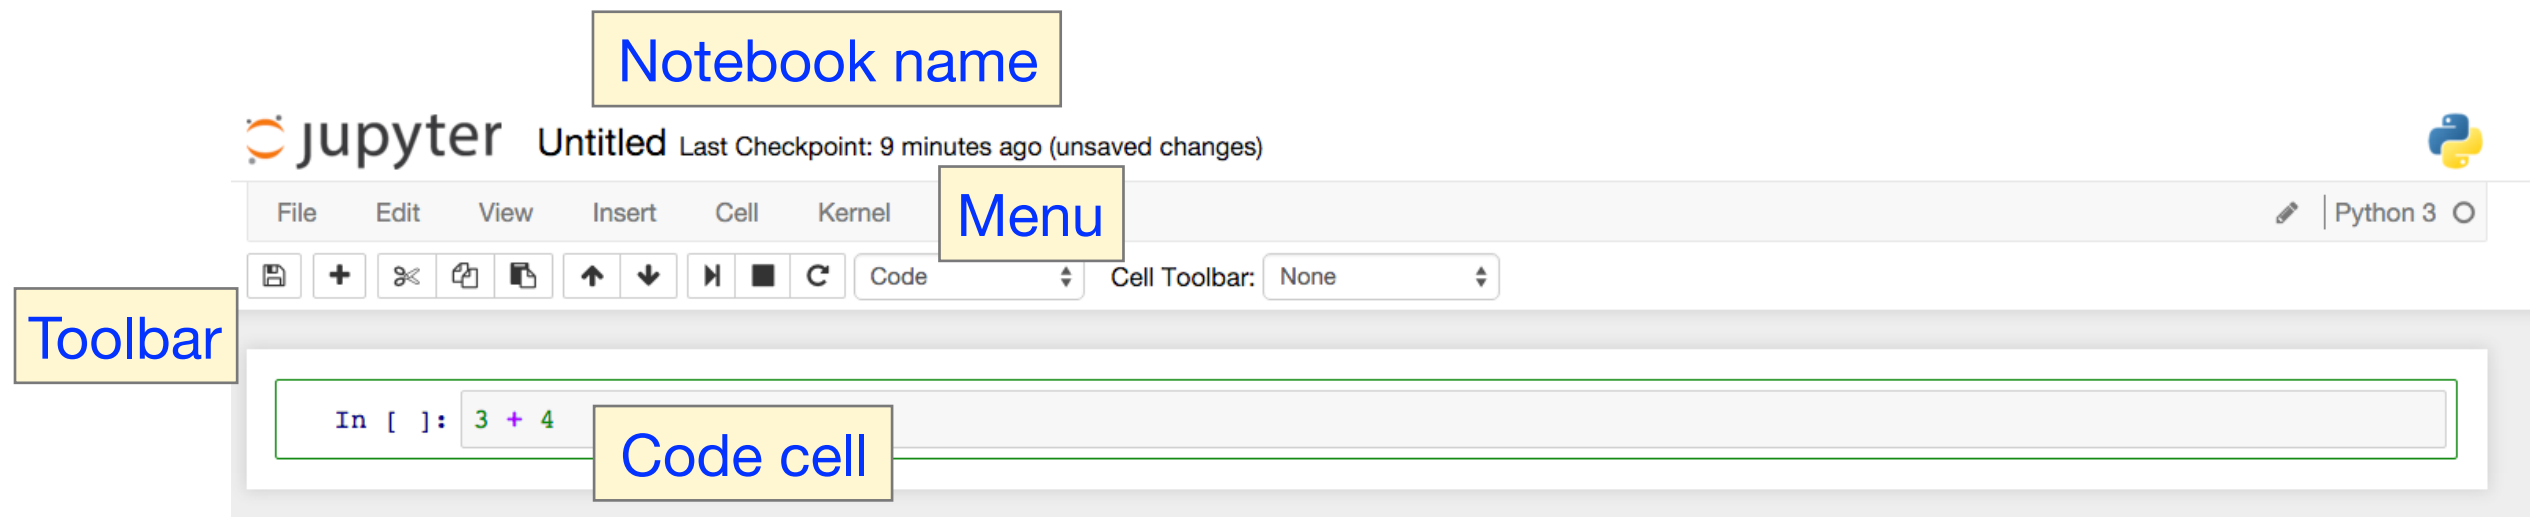 Notebook name
jupyter Untitled Last Checkpoint: 9 minutes ago (unsaved changes)
File Edit View Insert Cell Kernel Menu Python 3
Code Cell Toolbar: None
Toolbar
In [ ]: 3 + 4
Code cell